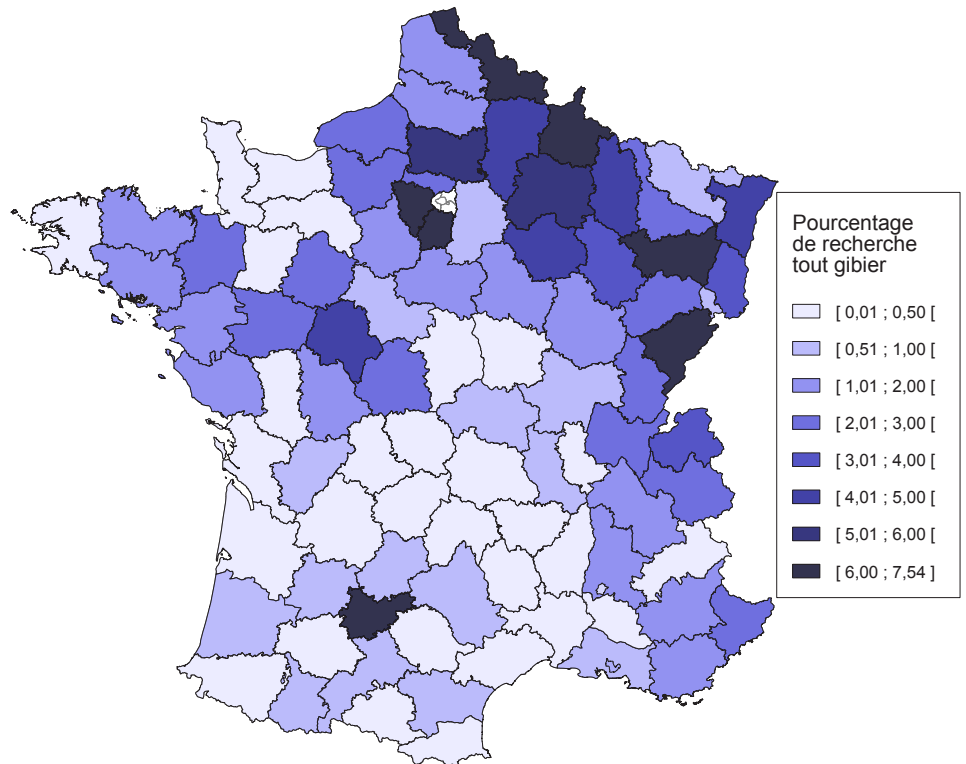 Pourcentage
de recherche
tout gibier
[ 0,01 ; 0,50 [
[ 0,51 ; 1,00 [
[ 1,01 ; 2,00 [
[ 2,01 ; 3,00 [
[ 3,01 ; 4,00 [
[ 4,01 ; 5,00 [
[ 5,01 ; 6,00 [
[ 6,00 ; 7,54 ]